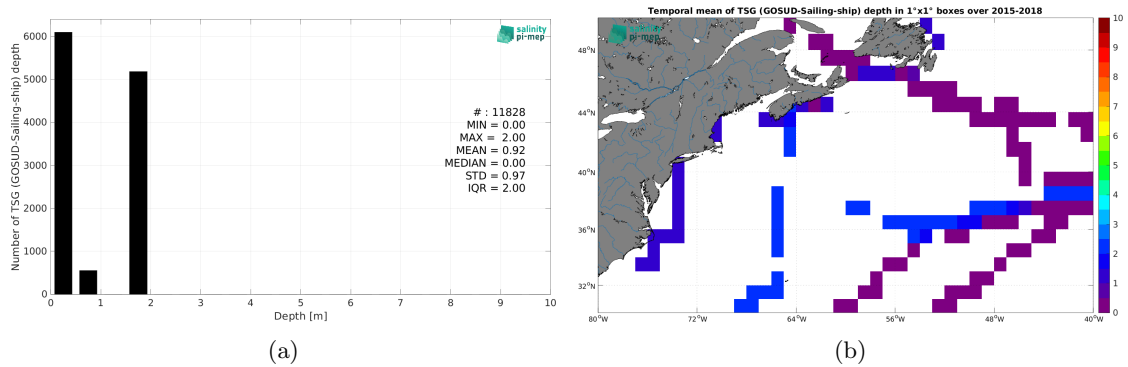 6000
5000
4000
3000
2000
1000
0
Number of TSG (GOSUD-Sailing-ship) depth
0 1 2 3 4 5 6 7 8 9 10
Depth [m]
salinity
pi-mep
# : 11828
MIN = 0.00
MAX = 2.00
MEAN = 0.92
MEDIAN = 0.00
STD = 0.97
IQR = 2.00
(a)
Temporal mean of TSG (GOSUD-Sailing-ship) depth in 1°x1° boxes over 2015-2018
salinity
pi-mep
48°N
44°N
40°N
36°N
32°N
80°W 72°W 64°W 56°W 48°W 40°W
10
9
8
7
6
5
4
3
2
1
0
(b)